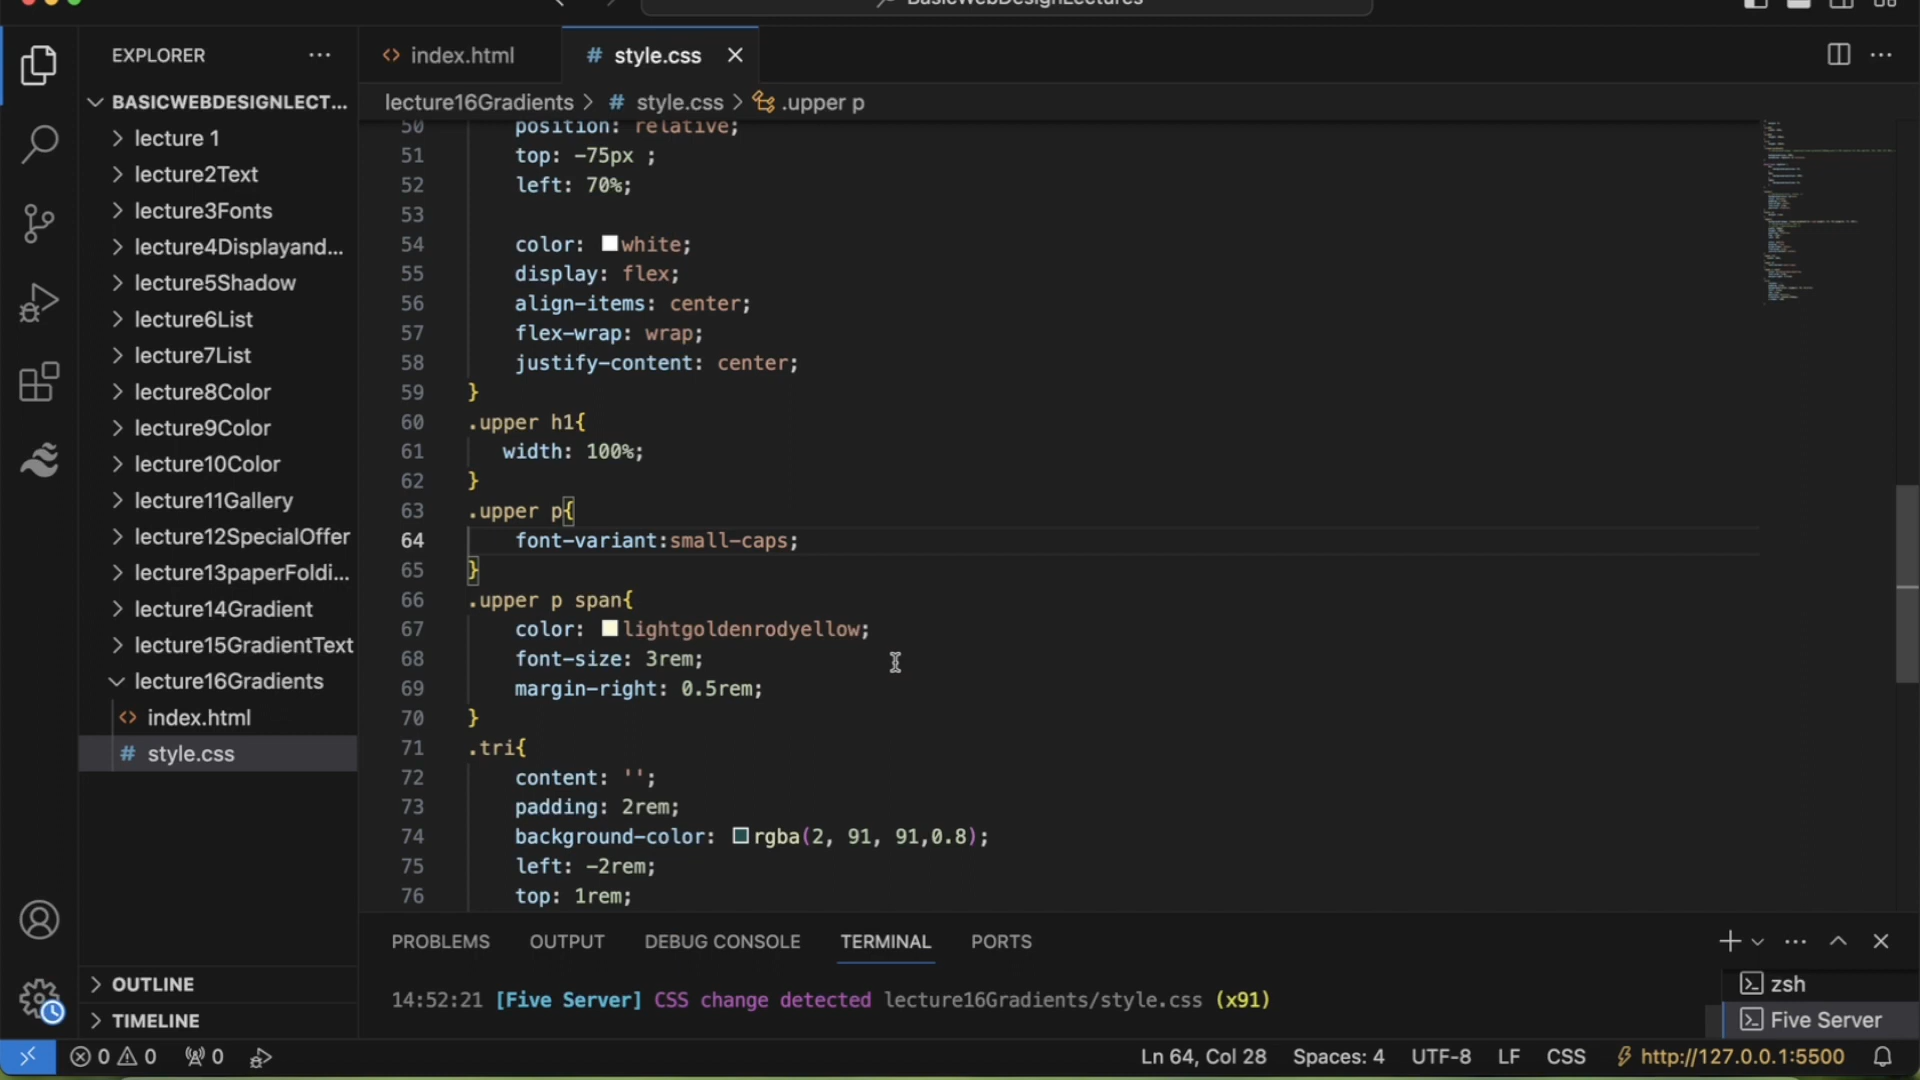 BasicWebDesignLectures
EXPLORER
index.html
# style.css
BASICWEBDESIGNLECT...
lecture 1
lecture2Text
lecture3Fonts
lecture4Displayand...
lecture5Shadow
lecture6List
lecture7List
lecture8Color
lecture9Color
lecture10Color
lecture11Gallery
lecture12SpecialOffer
lecture13paperFoldi...
lecture14Gradient
lecture15GradientText
lecture16Gradients
index.html
# style.css
OUTLINE
TIMELINE
lecture16Gradients > # style.css > .upper p
50 position: relative;
51 top: -75px ;
52 left: 70%;
53
54 color: white;
55 display: flex;
56 align-items: center;
57 flex-wrap: wrap;
58 justify-content: center;
59 }
60 .upper h1{
61 width: 100%;
62 }
63 .upper p{
64 font-variant:small-caps;
65 }
66 .upper p span{
67 color: lightgoldenrodyellow;
68 font-size: 3rem;
69 margin-right: 0.5rem;
70 }
71 .tri{
72 content: '';
73 padding: 2rem;
74 background-color: rgba(2, 91, 91,0.8);
75 left: -2rem;
76 top: 1rem;
PROBLEMS OUTPUT DEBUG CONSOLE TERMINAL PORTS
14:52:21 [Five Server] CSS change detected lecture16Gradients/style.css (x91)
zsh
Five Server
0 0 0 Ln 64, Col 28 Spaces: 4 UTF-8 LF CSS http://127.0.0.1:5500